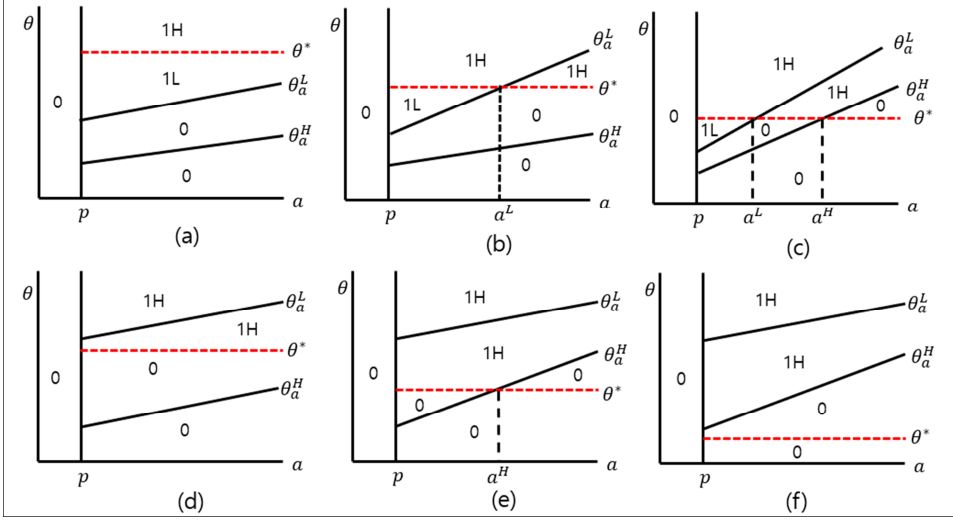 θ 1H θ*
1L θ_a^L
0 0 θ_a^H
0
p a
(a)
θ 1H θ_a^L
1H θ*
0 1L 0 θ_a^H
0
p a^L a
(b)
θ 1H θ_a^L
0 1H θ_a^H
0 θ*
1L 0
0
p a^L a^H a
(c)
θ 1H θ_a^L
1H θ*
0 0 θ_a^H
0
p a
(d)
θ 1H θ_a^L
1H θ_a^H
0 0 θ*
0
0
p a^H a
(e)
θ 1H θ_a^L
1H θ_a^H
0 0
θ*
0
p a
(f)